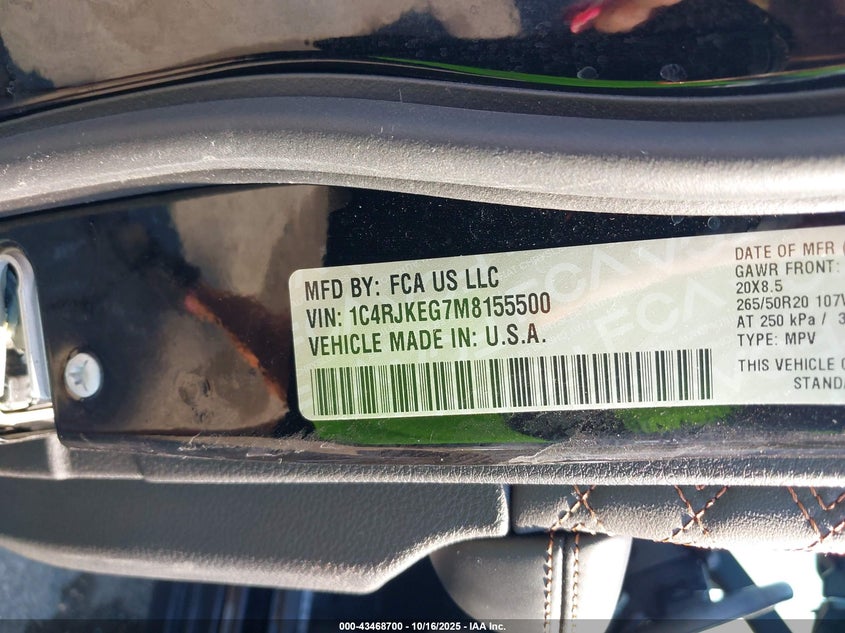 MFD BY: FCA US LLC
VIN: 1C4RJKEG7M8155500
VEHICLE MADE IN: U.S.A.
DATE OF MFR
GAWR FRONT:
20X8.5
265/50R20 107V
AT 250 kPa / 3
TYPE: MPV
THIS VEHICLE
STANDA
000-43468700 - 10/16/2025 - IAA Inc.